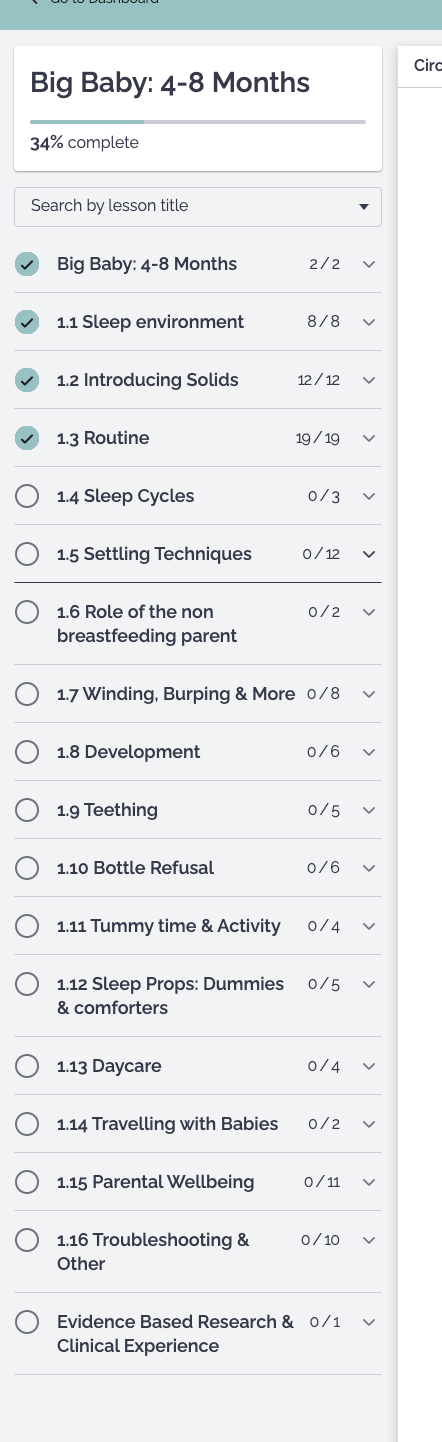 Go to Dashboard
Big Baby: 4-8 Months
34% complete
Search by lesson title
Big Baby: 4-8 Months 2 / 2
1.1 Sleep environment 8 / 8
1.2 Introducing Solids 12 / 12
1.3 Routine 19 / 19
1.4 Sleep Cycles 0 / 3
1.5 Settling Techniques 0 / 12
1.6 Role of the non 0 / 2
breastfeeding parent
1.7 Winding, Burping & More 0 / 8
1.8 Development 0 / 6
1.9 Teething 0 / 5
1.10 Bottle Refusal 0 / 6
1.11 Tummy time & Activity 0 / 4
1.12 Sleep Props: Dummies 0 / 5
& comforters
1.13 Daycare 0 / 4
1.14 Travelling with Babies 0 / 2
1.15 Parental Wellbeing 0 / 11
1.16 Troubleshooting & 0 / 10
Other
Evidence Based Research & 0 / 1
Clinical Experience